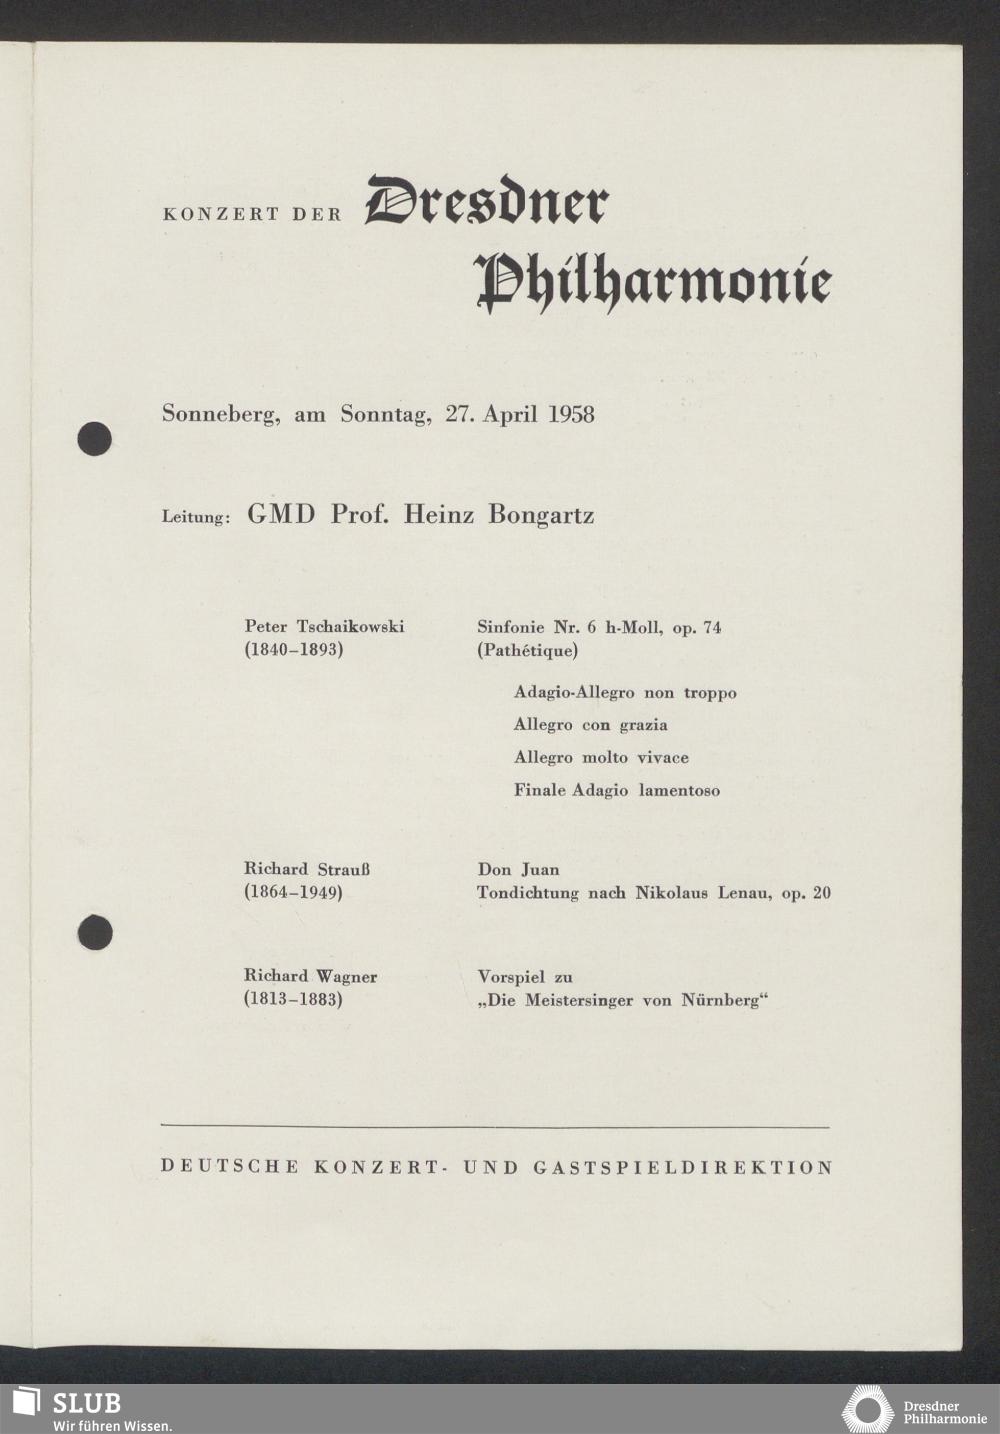 KONZERT DER Dresdner
Philharmonie
Sonneberg, am Sonntag, 27. April 1958
Leitung: GMD Prof. Heinz Bongartz
Peter Tschaikowski Sinfonie Nr. 6 h-Moll, op. 74
(1840–1893) (Pathétique)
Adagio-Allegro non troppo
Allegro con grazia
Allegro molto vivace
Finale Adagio lamentoso
Richard Strauß Don Juan
(1864–1949) Tondichtung nach Nikolaus Lenau, op. 20
Richard Wagner Vorspiel zu
(1813–1883) „Die Meistersinger von Nürnberg“
DEUTSCHE KONZERT- UND GASTSPIELDIREKTION
SLUB
Wir führen Wissen.
Dresdner
Philharmonie